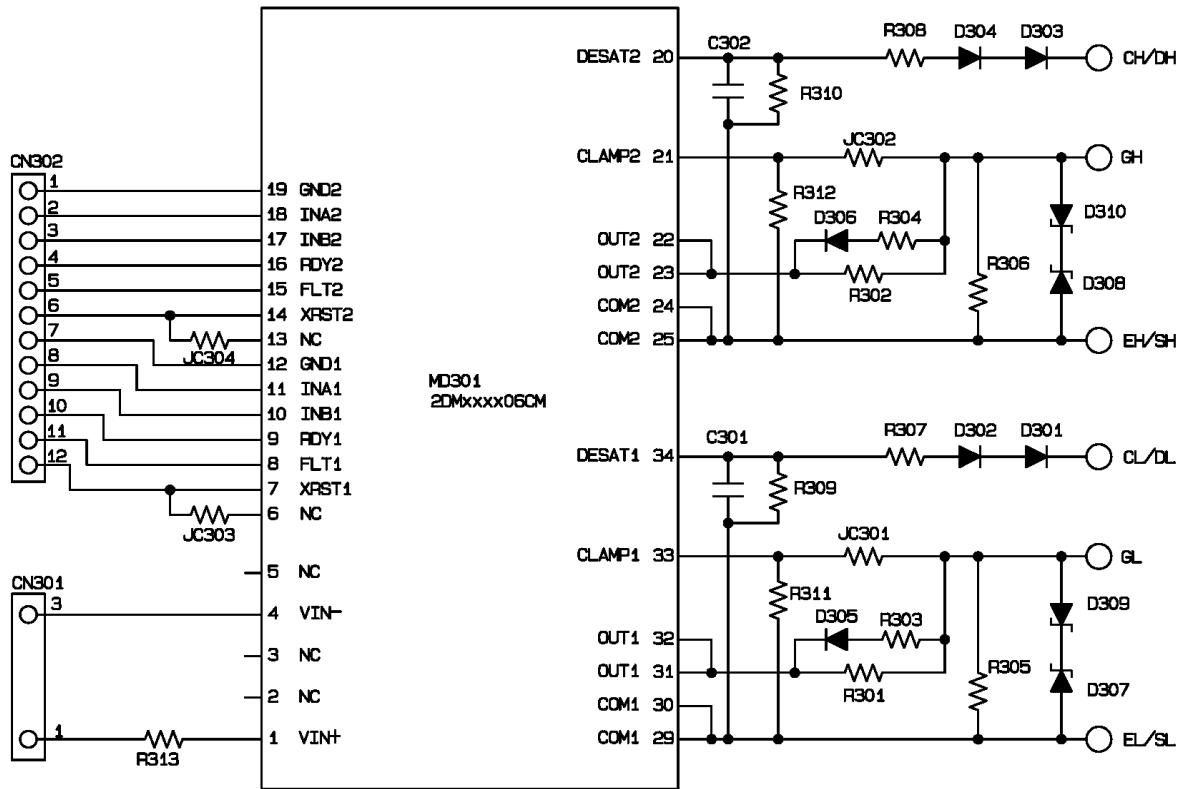 C302
DESAT2 20
R308
D304
D303
CH/DH
R310
CLAMP2 21
JC302
GH
R312
D306
R304
D310
OUT2 22
OUT2 23
R302
R306
D308
COM2 24
COM2 25
EH/SH
CN302
1
19 GND2
2
18 INA2
3
17 INB2
4
16 RDY2
5
15 FLT2
6
14 XRST2
7
13 NC
JC304
8
12 GND1
9
11 INA1
10
10 INB1
11
9 RDY1
12
8 FLT1
7 XRST1
6 NC
JC303
MD301
2DMxxxx06CM
C301
DESAT1 34
R307
D302
D301
CL/DL
R309
CLAMP1 33
JC301
GL
R311
D305
R303
D309
OUT1 32
OUT1 31
R301
R305
D307
COM1 30
COM1 29
EL/SL
5 NC
CN301
3
4 VIN-
3 NC
2 NC
1
R313
1 VIN+